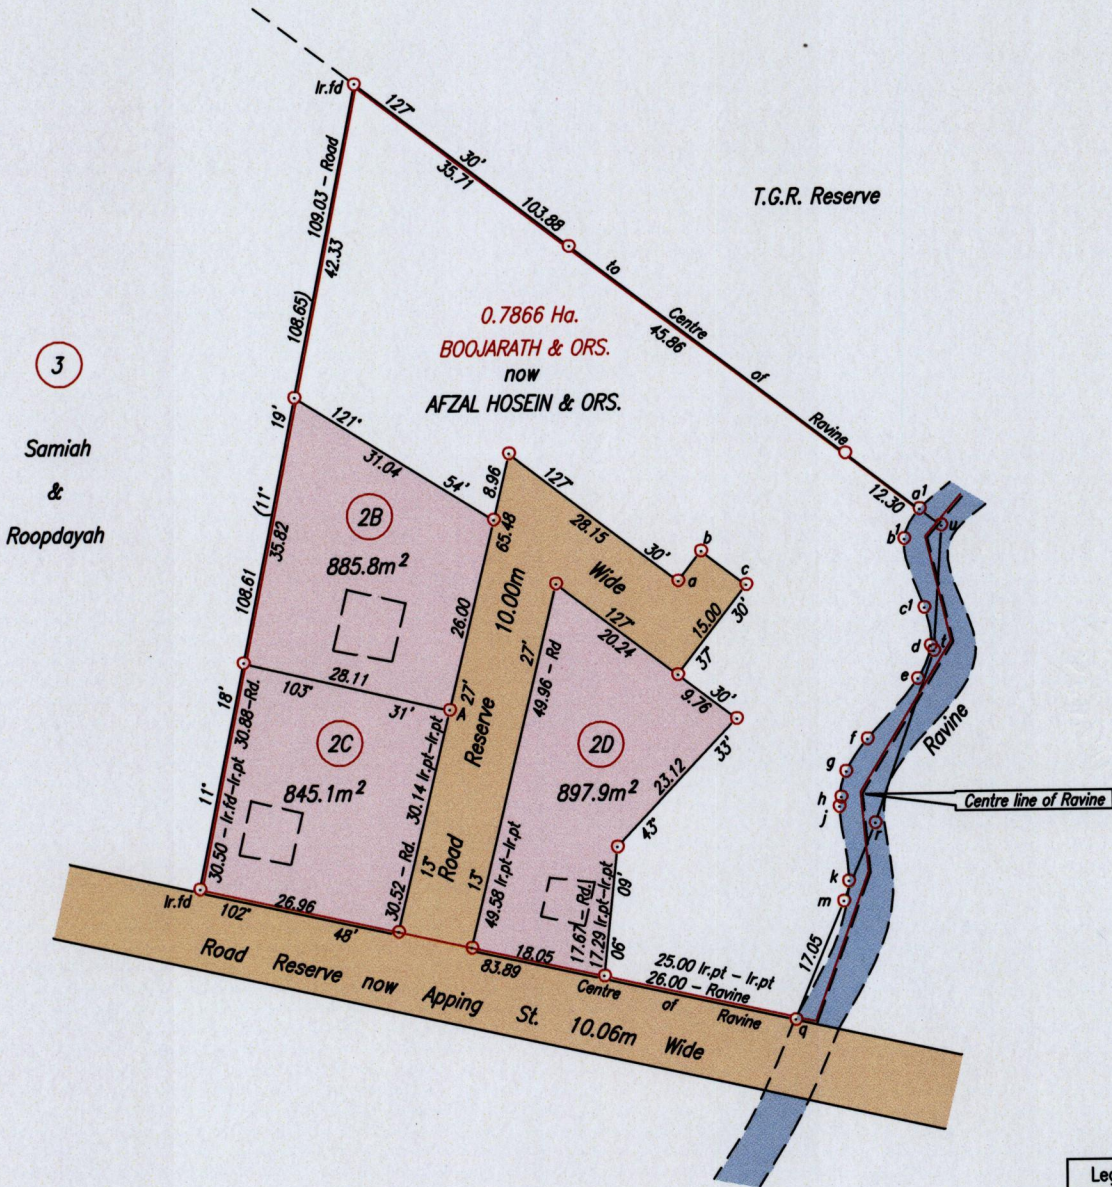 Ir.fd
127°
30'
35.71
103.88
to
Centre
45.86
of
Ravine
12.30
T.G.R. Reserve
109.03 - Road
42.33
108.65)
0.7866 Ha.
BOOJARATH & ORS.
now
AFZAL HOSEIN & ORS.
3
Samiah
&
Roopdayah
19'
(11°
35.82
108.61
121°
31.04
54'
2B
885.8m²
8.96
65.48
26.00
27'
10.00m
Wide
127°
28.15
30'
a
b
c
15.00
30'
37°
127°
20.24
9.76
30'
27'
49.96 - Rd
33'
23.12
43°
28.11
103°
31'
A
18'
30.88-Rd.
11°
30.50 - Ir.fd-Ir.pt
2C
845.1m²
30.14 Ir.pt-Ir.pt
30.52 - Rd.
13°
Reserve
Road
13°
49.58 Ir.pt-Ir.pt
2D
897.9m²
09'
17.67 - Rd.
17.29 Ir.pt-Ir.pt
06°
Ir.fd
26.96
102°
48'
18.05
83.89
Centre
25.00 Ir.pt - Ir.pt
26.00 - Ravine
of
Ravine
17.05
a1
u
b1
c1
d
t
e
f
g
h
j
r
k
m
q
Ravine
Centre line of Ravine
Road Reserve now Apping St. 10.06m Wide